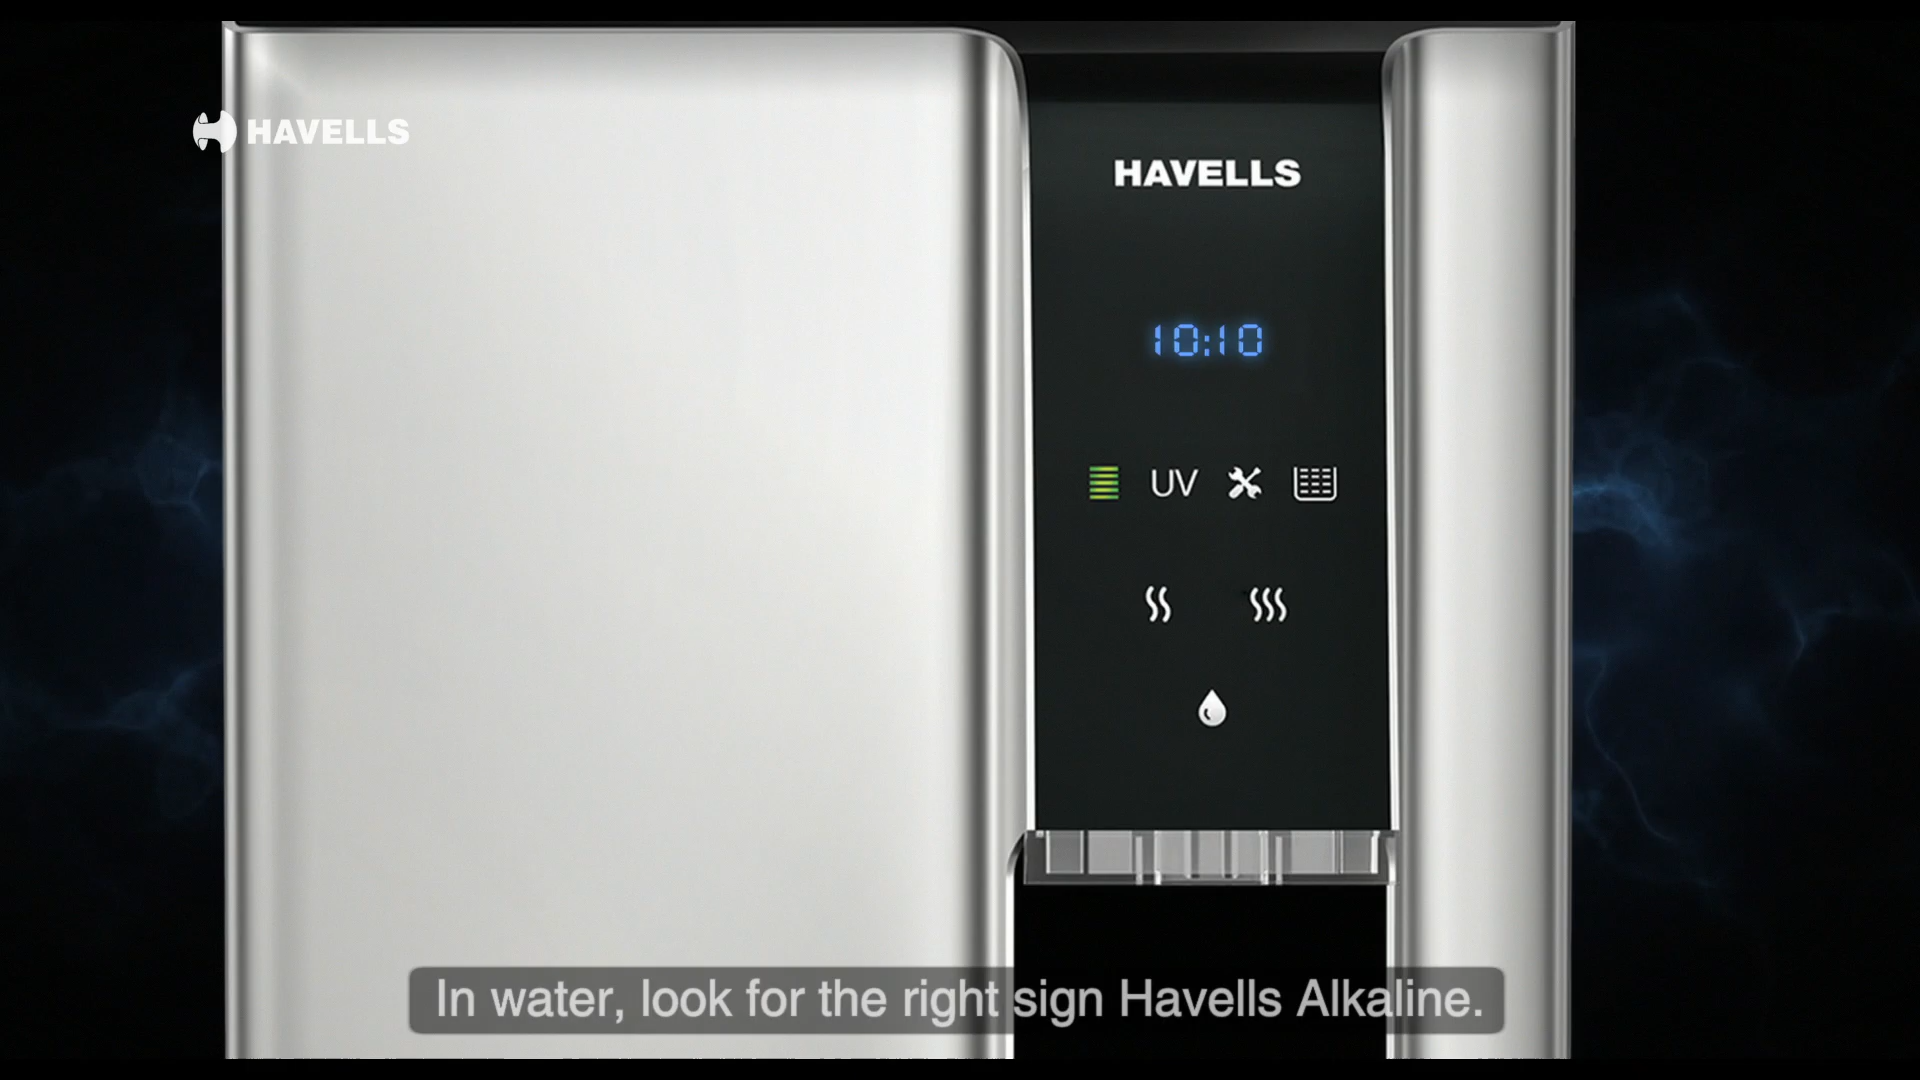 HAVELLS
HAVELLS
10:10
UV
In water, look for the right sign Havells Alkaline.